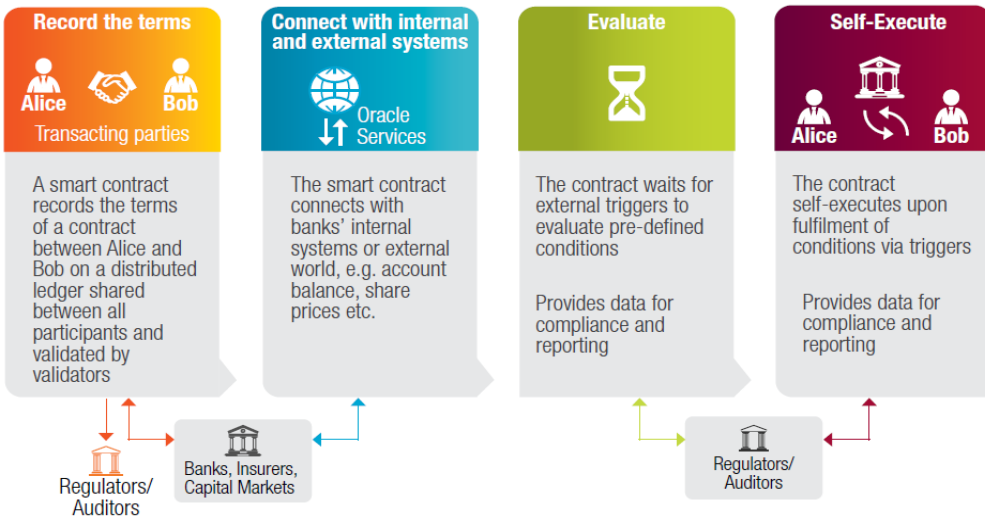 Record the terms
Alice
Bob
Transacting parties
A smart contract
records the terms
of a contract
between Alice and
Bob on a distributed
ledger shared
between all
participants and
validated by
validators
Regulators/
Auditors
Connect with internal
and external systems
Oracle
Services
The smart contract
connects with
banks’ internal
systems or external
world, e.g. account
balance, share
prices etc.
Banks, Insurers,
Capital Markets
Evaluate
The contract waits for
external triggers to
evaluate pre-defined
conditions
Provides data for
compliance and
reporting
Self-Execute
Alice
Bob
The contract
self-executes upon
fulfilment of
conditions via triggers
Provides data for
compliance and
reporting
Regulators/
Auditors